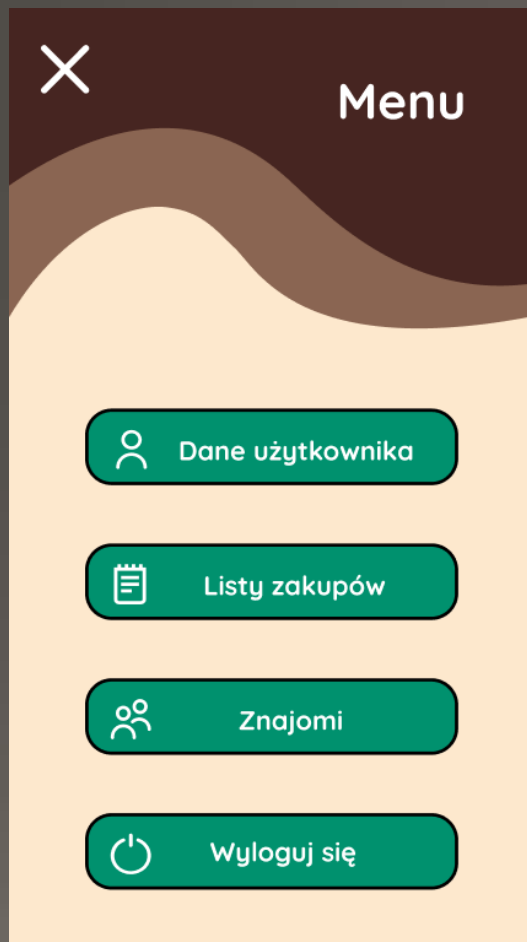 Menu
Dane użytkownika
Listy zakupów
Znajomi
Wyloguj się